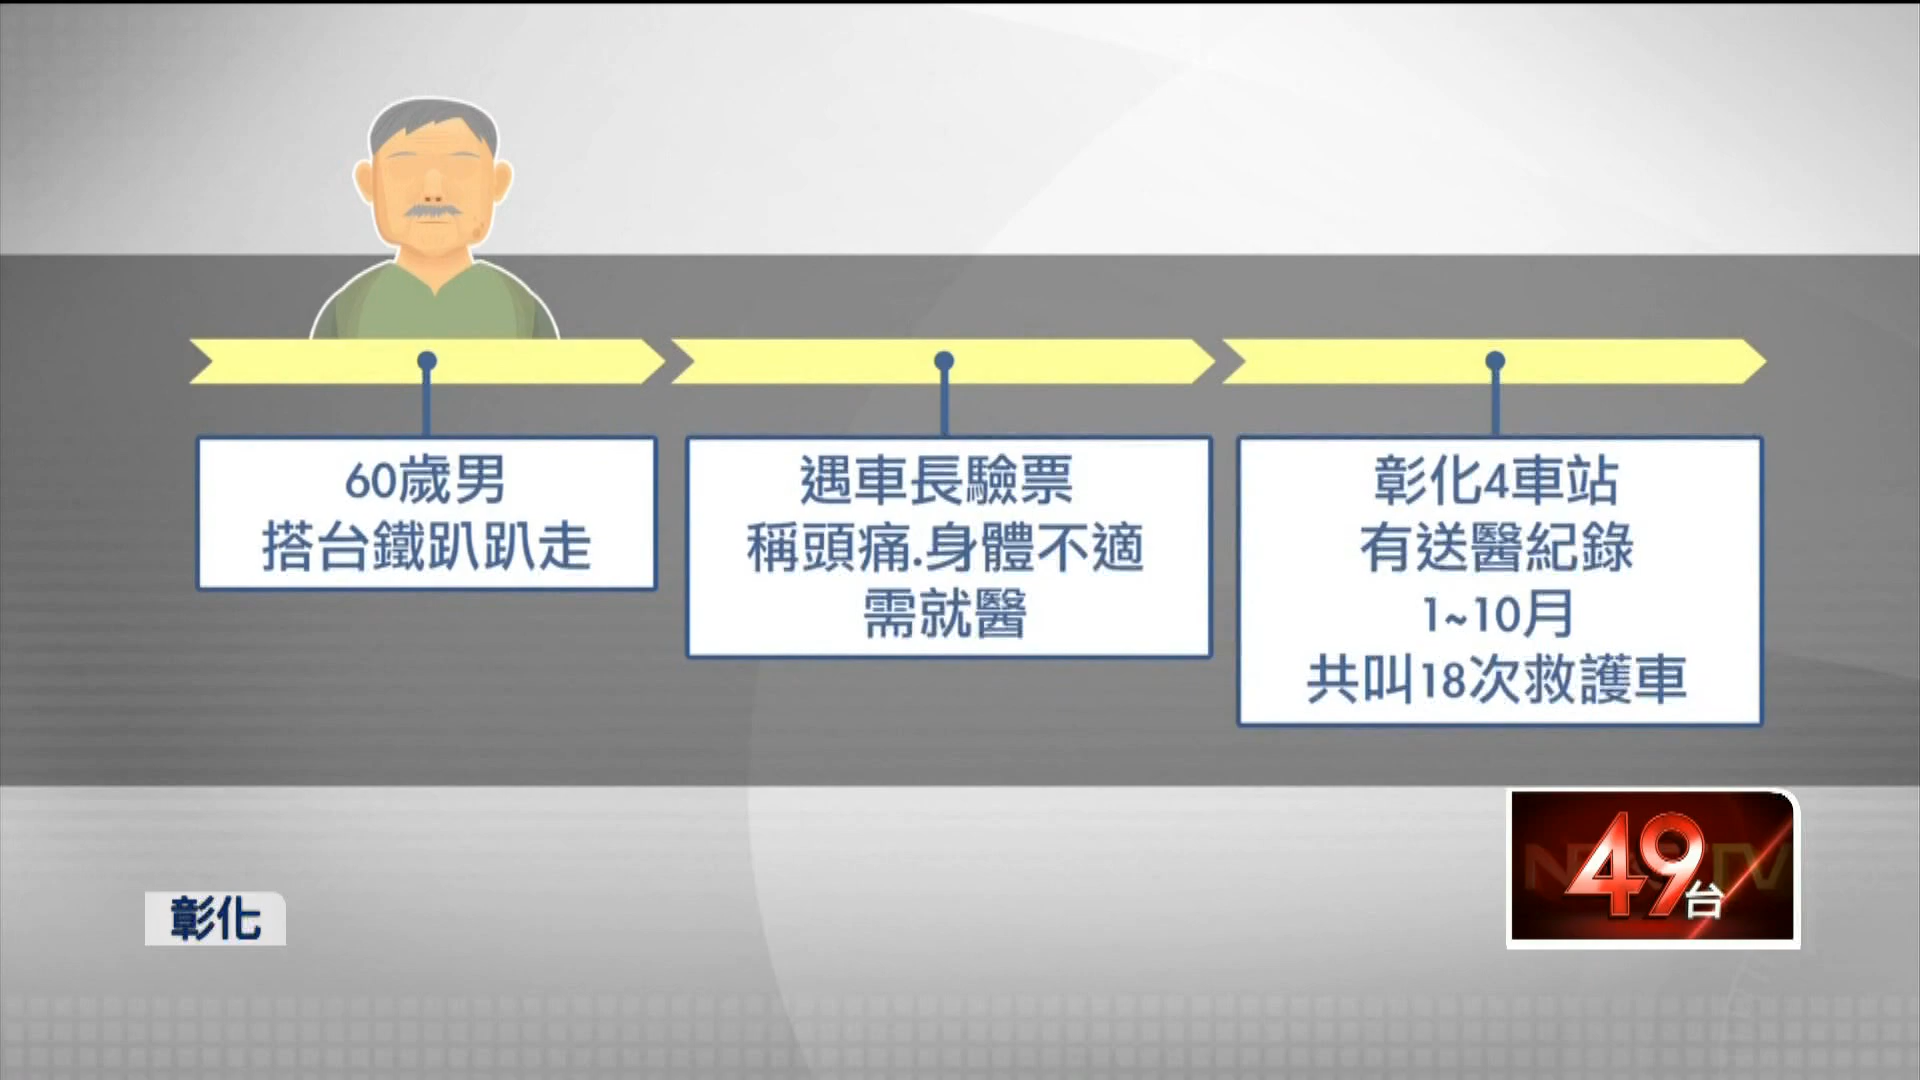 60歲男
搭台鐵趴趴走
遇車長驗票
稱頭痛.身體不適
需就醫
彰化4車站
有送醫紀錄
1~10月
共叫18次救護車
彰化
49台